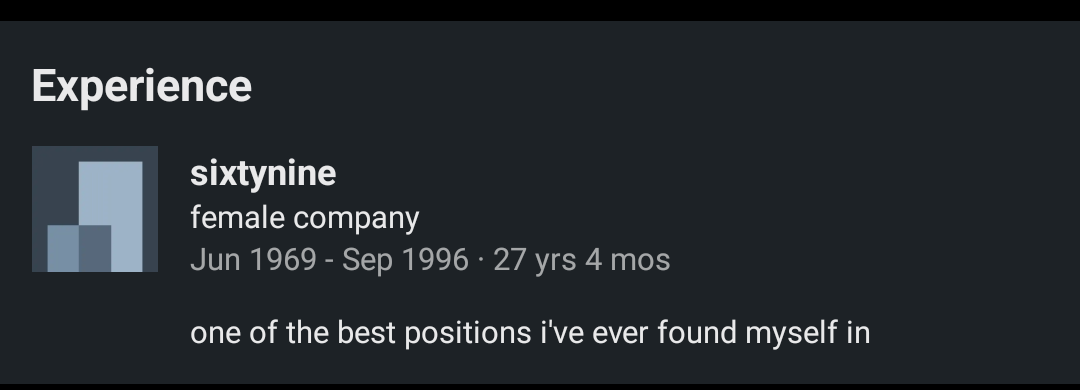 Experience
sixtynine
female company
Jun 1969 - Sep 1996 · 27 yrs 4 mos
one of the best positions i've ever found myself in